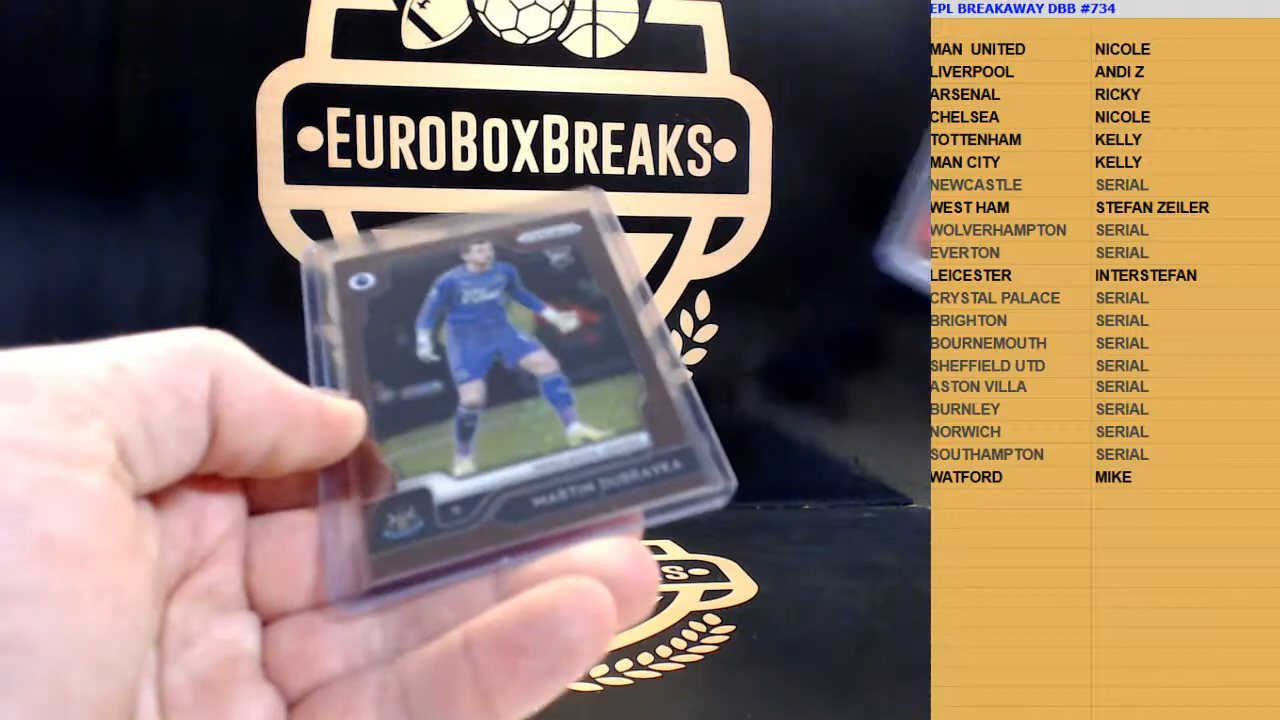 EUROBOXBREAKS
MARTIN DUBRAVKA
EPL BREAKAWAY DBB #734
MAN UNITED NICOLE
LIVERPOOL ANDI Z
ARSENAL RICKY
CHELSEA NICOLE
TOTTENHAM KELLY
MAN CITY KELLY
NEWCASTLE SERIAL
WEST HAM STEFAN ZEILER
WOLVERHAMPTON SERIAL
EVERTON SERIAL
LEICESTER INTERSTEFAN
CRYSTAL PALACE SERIAL
BRIGHTON SERIAL
BOURNEMOUTH SERIAL
SHEFFIELD UTD SERIAL
ASTON VILLA SERIAL
BURNLEY SERIAL
NORWICH SERIAL
SOUTHAMPTON SERIAL
WATFORD MIKE